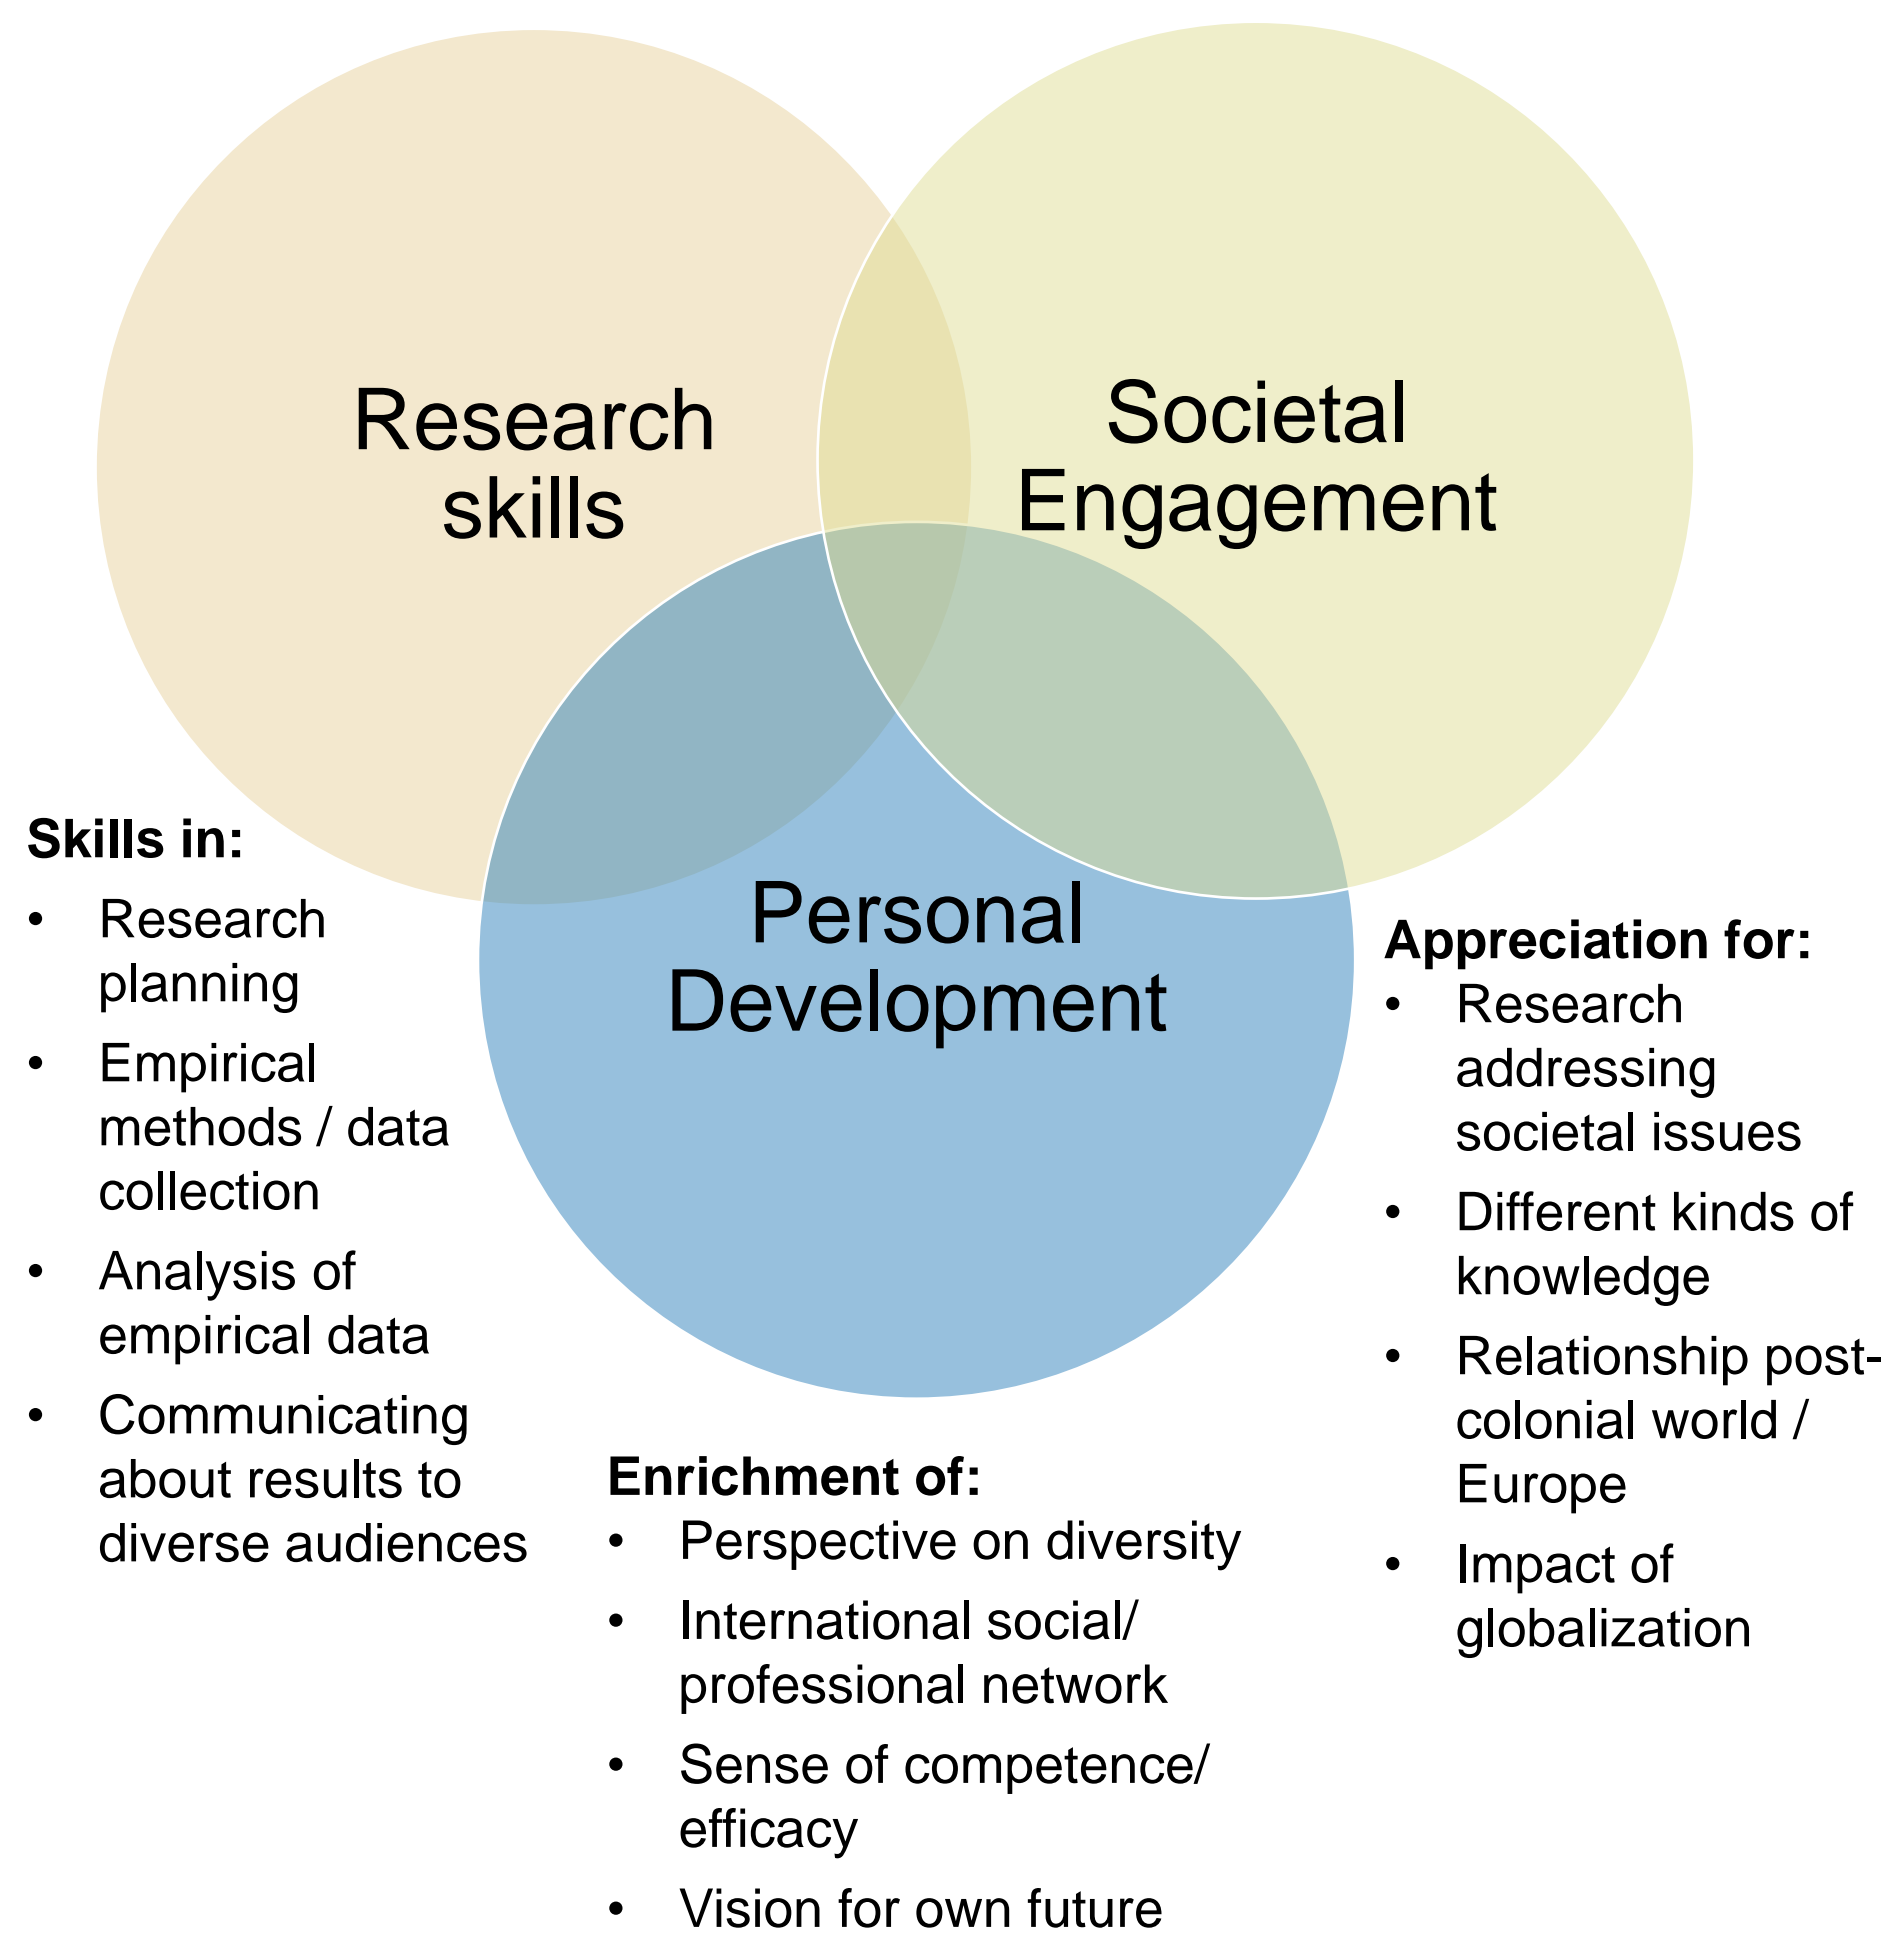 Research
skills
Societal
Engagement
Personal
Development
Skills in:
• Research
planning
• Empirical
methods / data
collection
• Analysis of
empirical data
• Communicating
about results to
diverse audiences
Enrichment of:
• Perspective on diversity
• International social/
professional network
• Sense of competence/
efficacy
• Vision for own future
Appreciation for:
• Research
addressing
societal issues
• Different kinds of
knowledge
• Relationship post-
colonial world /
Europe
• Impact of
globalization